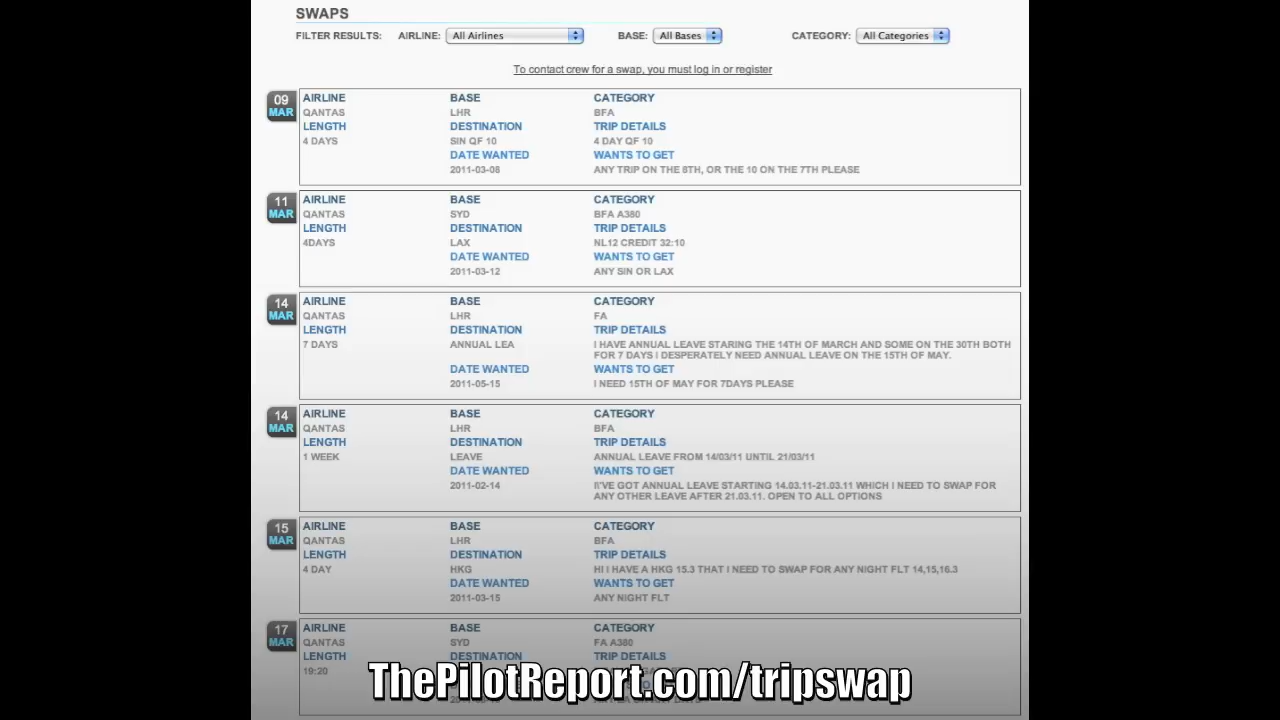 SWAPS
FILTER RESULTS: AIRLINE: All Airlines BASE: All Bases CATEGORY: All Categories
To contact crew for a swap, you must log in or register
09 MAR
AIRLINE BASE CATEGORY
QANTAS LHR BFA
LENGTH DESTINATION TRIP DETAILS
4 DAYS SIN QF 10 4 DAY QF 10
DATE WANTED WANTS TO GET
2011-03-08 ANY TRIP ON THE 8TH, OR THE 10 ON THE 7TH PLEASE
11 MAR
AIRLINE BASE CATEGORY
QANTAS SYD BFA A380
LENGTH DESTINATION TRIP DETAILS
4DAYS LAX NL12 CREDIT 32:10
DATE WANTED WANTS TO GET
2011-03-12 ANY SIN OR LAX
14 MAR
AIRLINE BASE CATEGORY
QANTAS LHR FA
LENGTH DESTINATION TRIP DETAILS
7 DAYS ANNUAL LEA I HAVE ANNUAL LEAVE STARING THE 14TH OF MARCH AND SOME ON THE 30TH BOTH
FOR 7 DAYS I DESPERATELY NEED ANNUAL LEAVE ON THE 15TH OF MAY.
DATE WANTED WANTS TO GET
2011-05-15 I NEED 15TH OF MAY FOR 7DAYS PLEASE
14 MAR
AIRLINE BASE CATEGORY
QANTAS LHR BFA
LENGTH DESTINATION TRIP DETAILS
1 WEEK LEAVE ANNUAL LEAVE FROM 14/03/11 UNTIL 21/03/11
DATE WANTED WANTS TO GET
2011-02-14 I\'VE GOT ANNUAL LEAVE STARTING 14.03.11-21.03.11 WHICH I NEED TO SWAP FOR
ANY OTHER LEAVE AFTER 21.03.11. OPEN TO ALL OPTIONS
15 MAR
AIRLINE BASE CATEGORY
QANTAS LHR BFA
LENGTH DESTINATION TRIP DETAILS
4 DAY HKG HI I HAVE A HKG 15.3 THAT I NEED TO SWAP FOR ANY NIGHT FLT 14,15,16.3
DATE WANTED WANTS TO GET
2011-03-15 ANY NIGHT FLT
17 MAR
AIRLINE BASE CATEGORY
QANTAS SYD FA A380
LENGTH DESTINATION TRIP DETAILS
19:20
ThePilotReport.com/tripswap